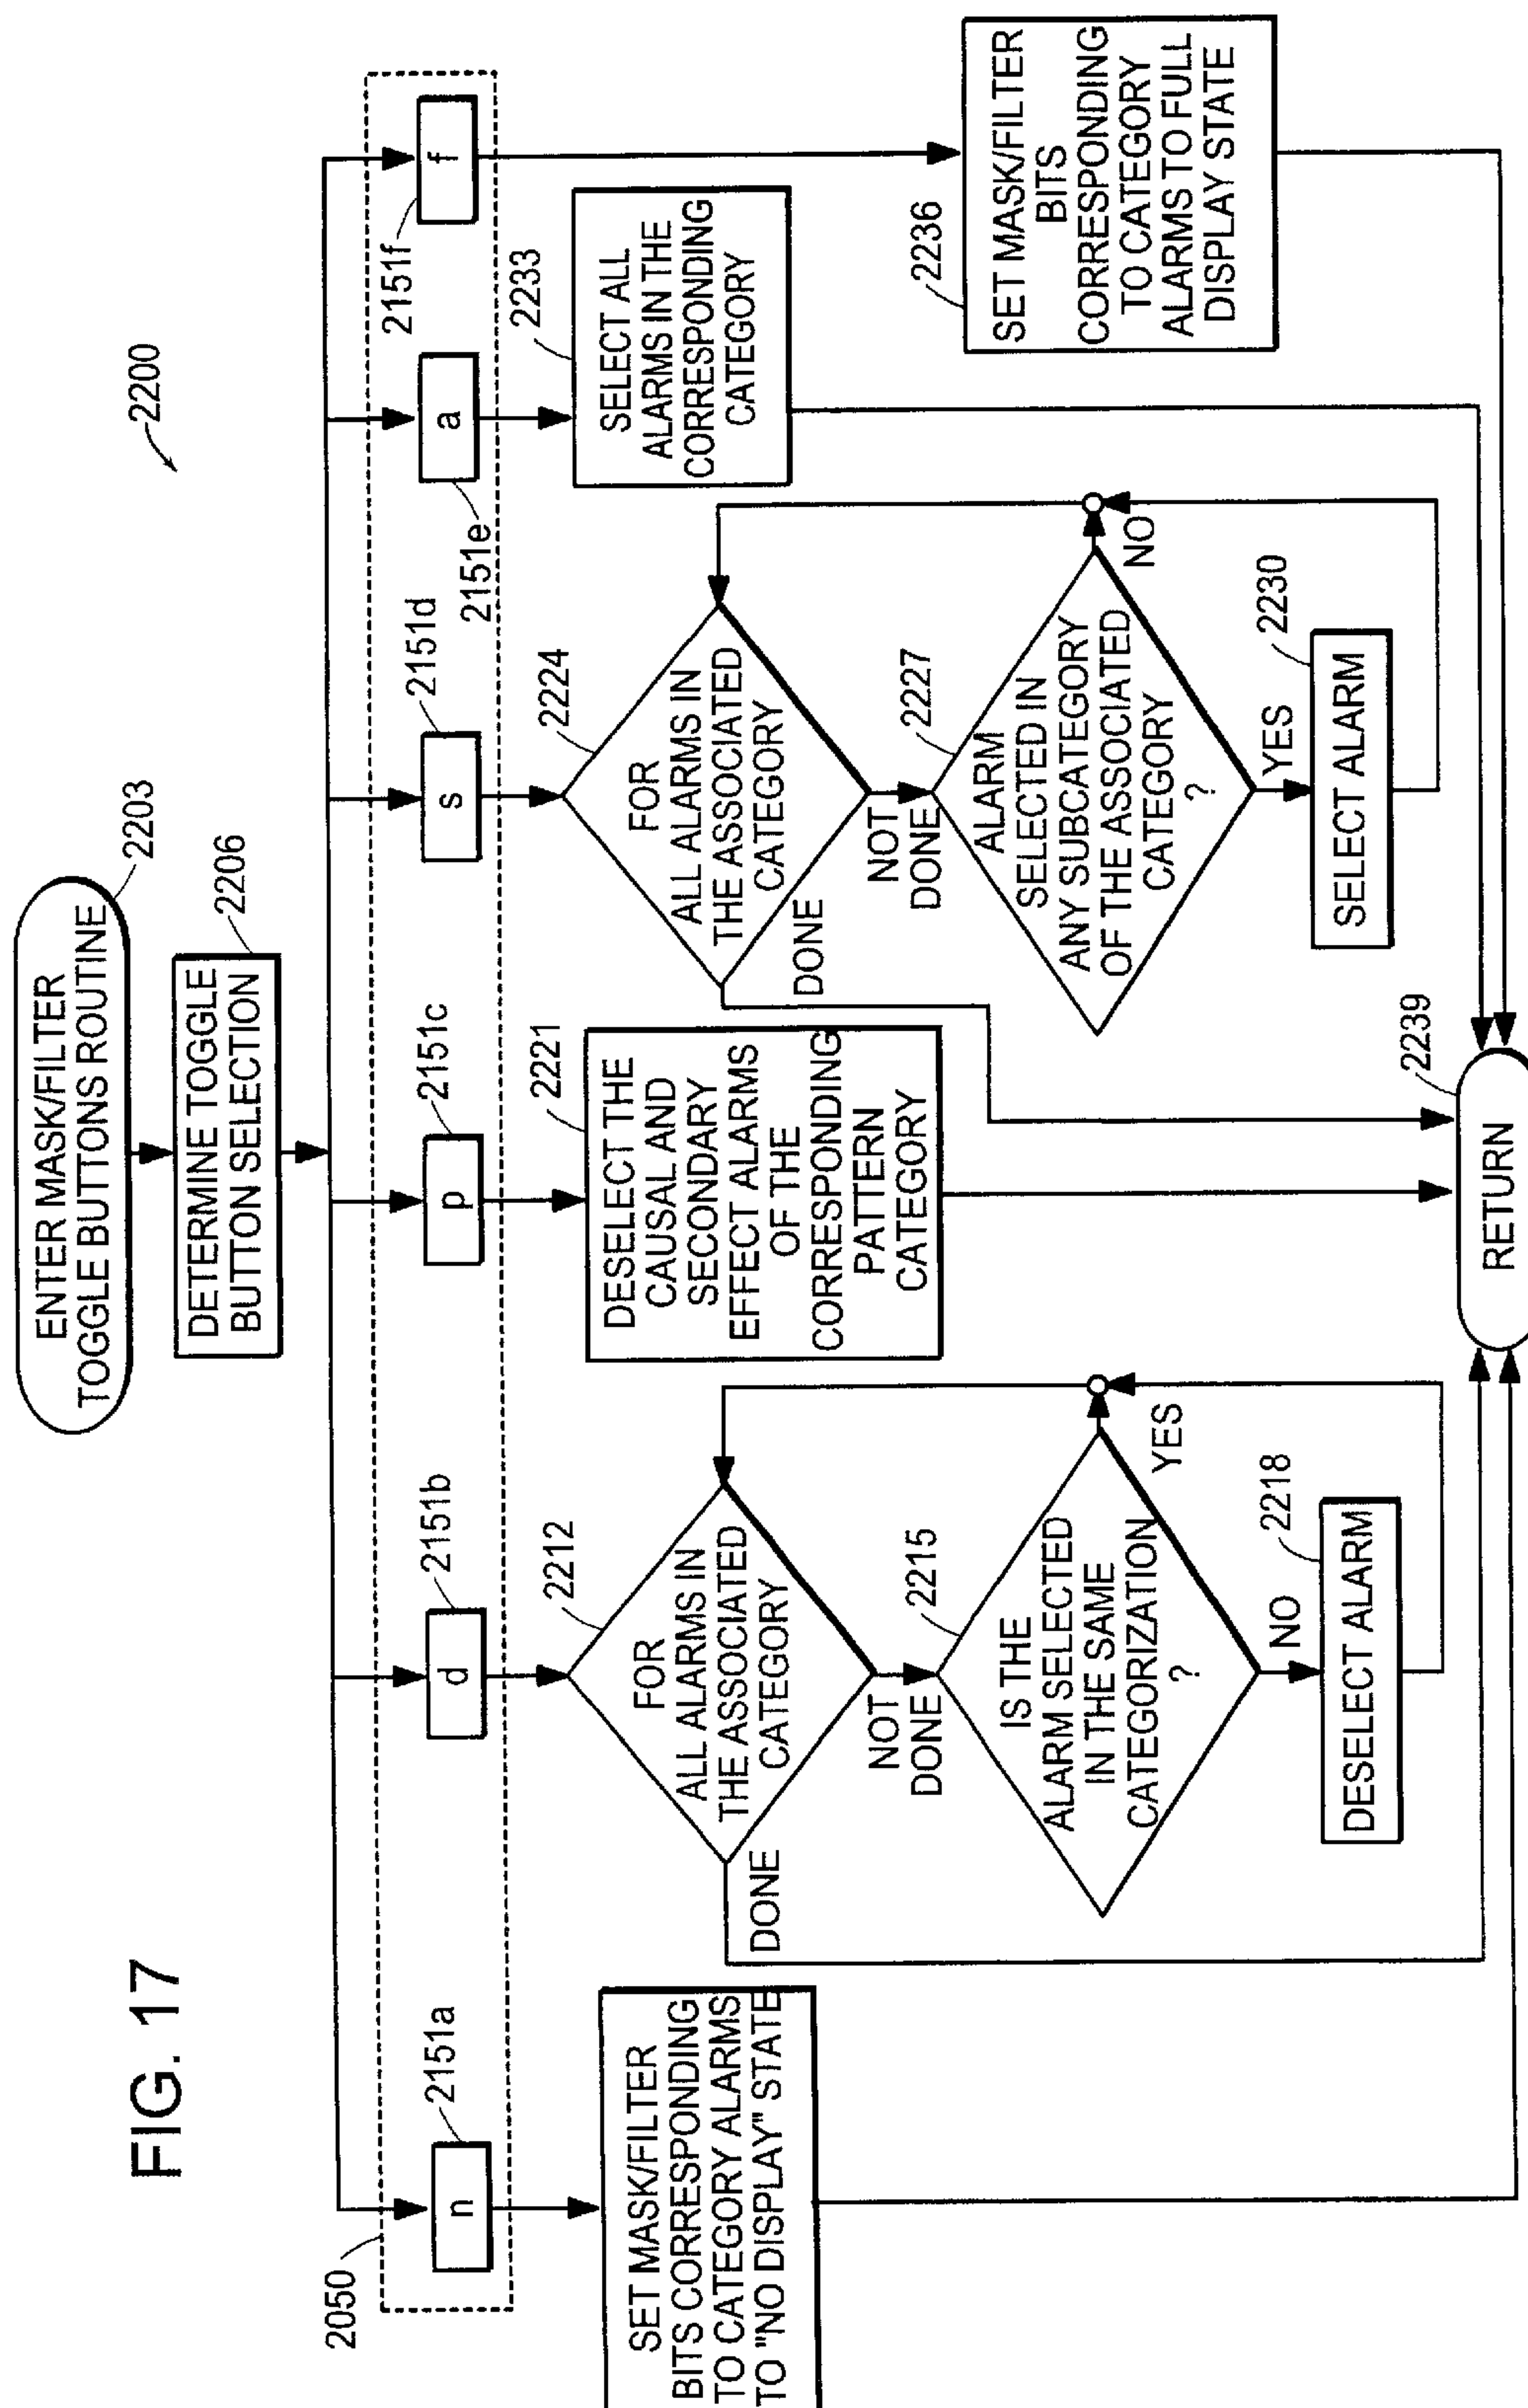 FIG. 17
2200
ENTER MASK/FILTER
TOGGLE BUTTONS ROUTINE
2203
DETERMINE TOGGLE
BUTTON SELECTION
2206
2050
n
2151a
d
2151b
p
2151c
s
2151d
a
2151e
f
2151f
SET MASK/FILTER
BITS CORRESPONDING
TO CATEGORY ALARMS
TO "NO DISPLAY" STATE
FOR
ALL ALARMS IN
THE ASSOCIATED
CATEGORY
2212
DONE
NOT
DONE
IS THE
ALARM SELECTED
IN THE SAME
CATEGORIZATION
?
2215
YES
NO
DESELECT ALARM
2218
DESELECT THE
CAUSAL AND
SECONDARY
EFFECT ALARMS
OF THE
CORRESPONDING
PATTERN
CATEGORY
2221
FOR
ALL ALARMS IN
THE ASSOCIATED
CATEGORY
2224
DONE
NOT
DONE
ALARM
SELECTED IN
ANY SUBCATEGORY
OF THE ASSOCIATED
CATEGORY
?
2227
NO
YES
SELECT ALARM
2230
SELECT ALL
ALARMS IN THE
CORRESPONDING
CATEGORY
2233
SET MASK/FILTER
BITS
CORRESPONDING
TO CATEGORY
ALARMS TO FULL
DISPLAY STATE
2236
RETURN
2239